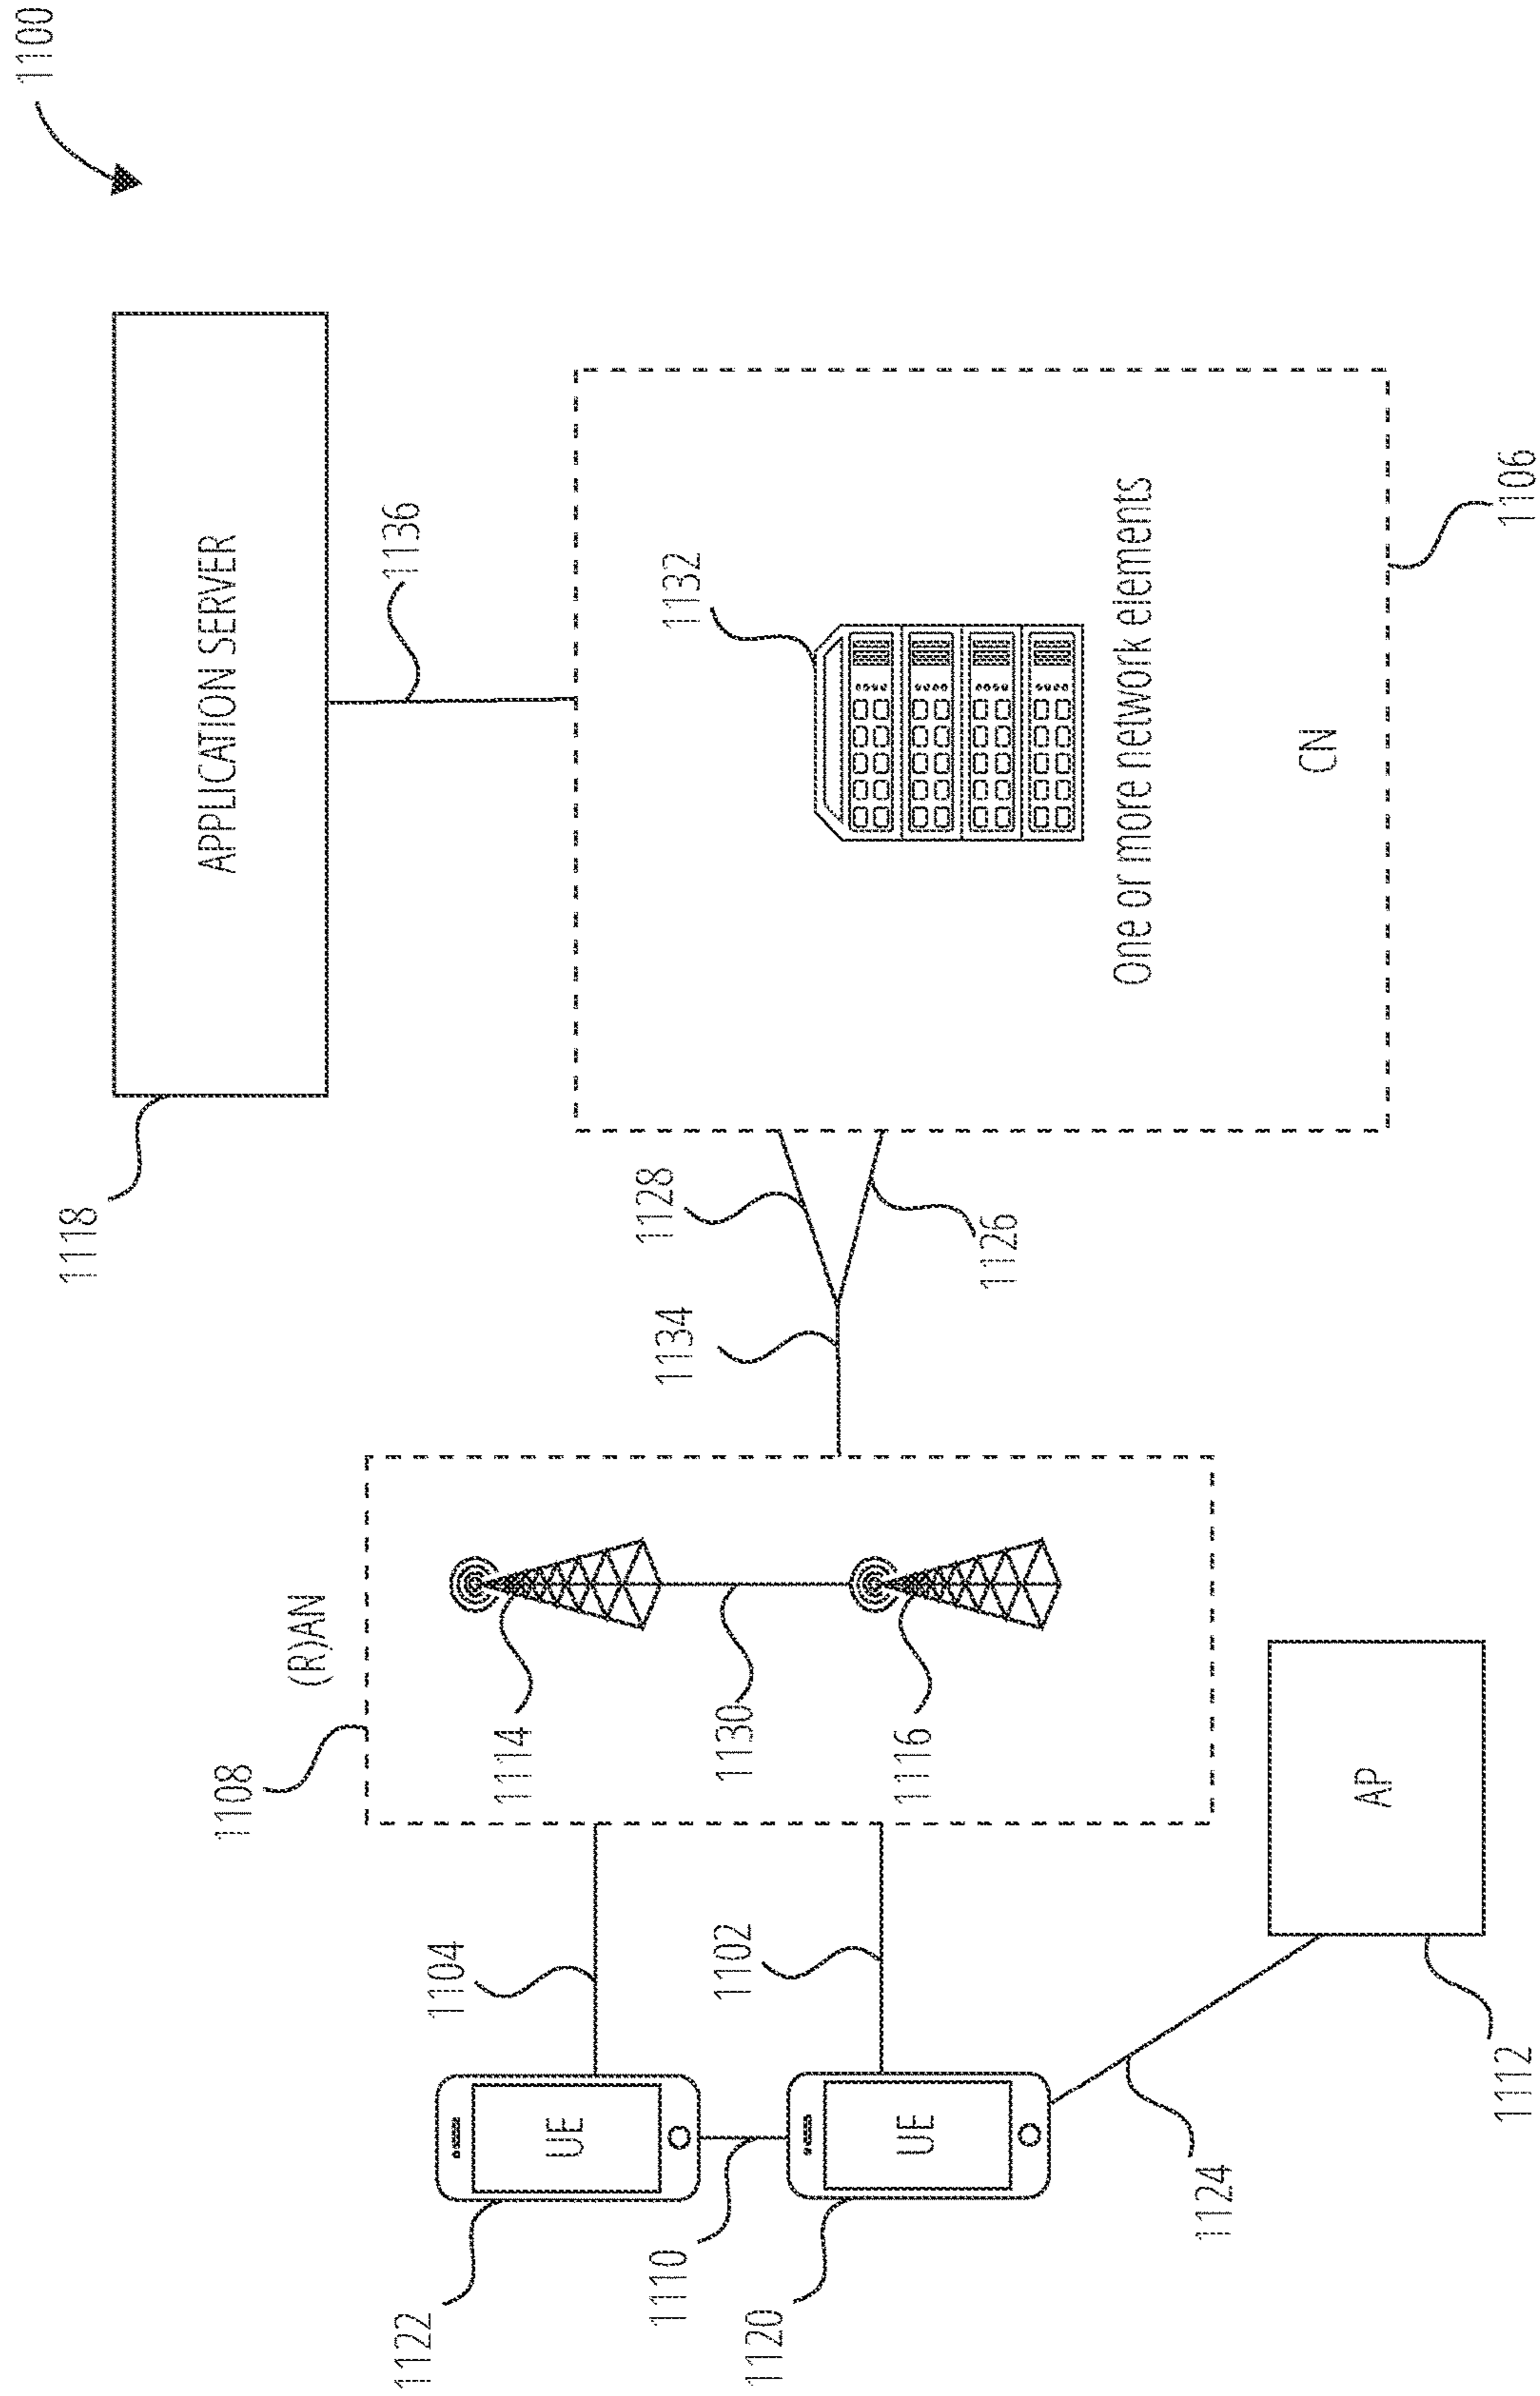 1100
APPLICATION SERVER
1118
1136
1132
One or more network elements
CN
1106
1128
1126
1134
(R)AN
1108
1114
1130
1116
1104
1102
AP
1112
UE
UE
1122
1110
1120
1124